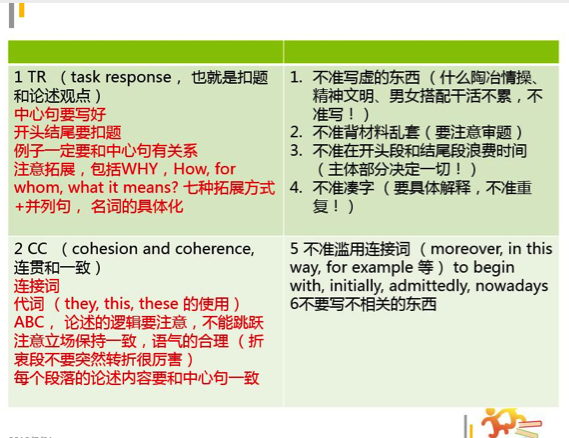 1 TR （task response ，也就是扣题
和论述观点）
中心句要写好
开头结尾要扣题
例子一定要和中心句有关系
注意拓展，包括WHY，How, for
whom, what it means? 七种拓展方式
+并列句， 名词的具体化
1. 不准写虚的东西 （什么陶冶情操、
精神文明、男女搭配干活不累，不
准写！）
2. 不准背材料乱套（要注意审题）
3. 不准在开头段和结尾段浪费时间
（主体部分决定一切！）
4. 不准凑字 （要具体解释，不准重
复！）
2 CC （cohesion and coherence,
连贯和一致）
连接词
代词 （they, this, these 的使用）
ABC， 论述的逻辑要注意，不能跳跃
注意立场保持一致，语气的合理 （折
衷段不要突然转折很厉害）
每个段落的论述内容要和中心句一致
5 不准滥用连接词 （moreover, in this
way, for example 等） to begin
with, initially, admittedly, nowadays
6不要写不相关的东西